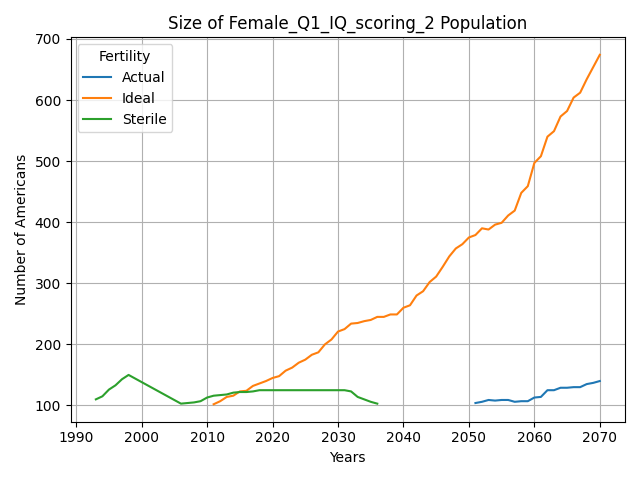 Size of Female_Q1_IQ_scoring_2 Population
Fertility
Actual
Ideal
Sterile
Number of Americans
700
600
500
400
300
200
100
1990 2000 2010 2020 2030 2040 2050 2060 2070
Years